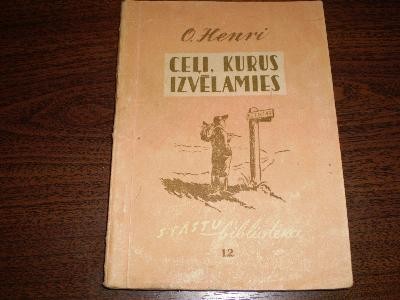 O. Henri
CEĻI, KURUS
IZVĒLAMIES
STĀSTU
bibliotēka
12